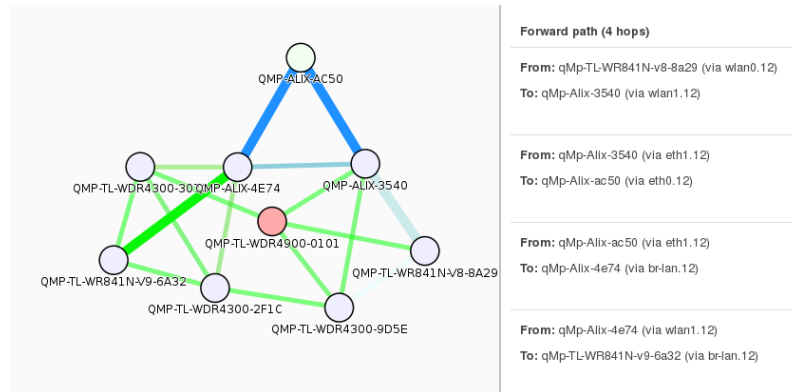 QMP-ALIX-AC50
QMP-ALIX-4E74
QMP-ALIX-3540
QMP-TL-WDR4900-0101
QMP-TL-WR841N-V8-8A29
QMP-TL-WR841N-V9-6A32
QMP-TL-WDR4300-2F1C
QMP-TL-WDR4300-9D5E
Forward path (4 hops)
From: qMp-TL-WR841N-v8-8a29 (via wlan0.12)
To: qMp-Alix-3540 (via wlan1.12)
From: qMp-Alix-3540 (via eth1.12)
To: qMp-Alix-ac50 (via eth0.12)
From: qMp-Alix-ac50 (via eth1.12)
To: qMp-Alix-4e74 (via br-lan.12)
From: qMp-Alix-4e74 (via wlan1.12)
To: qMp-TL-WR841N-v9-6a32 (via br-lan.12)